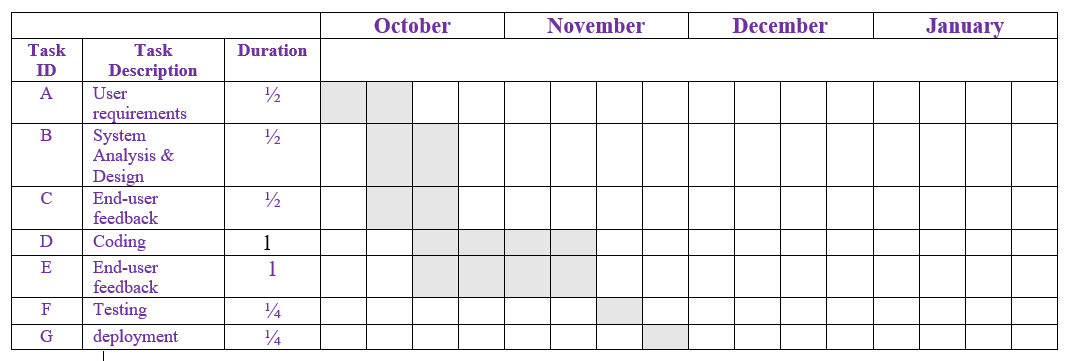 October November December January
Task ID Task Description Duration
A User requirements ½
B System Analysis & Design ½
C End-user feedback ½
D Coding 1
E End-user feedback 1
F Testing ¼
G deployment ¼